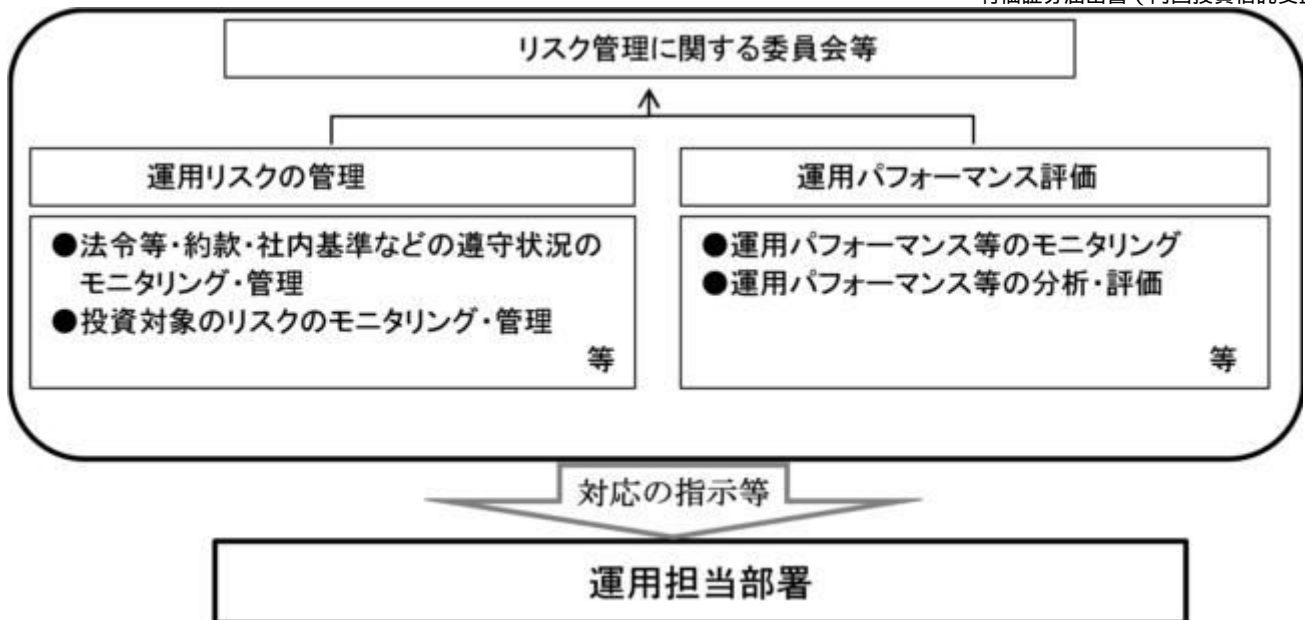 リスク管理に関する委員会等
運用リスクの管理
運用パフォーマンス評価
●法令等・約款・社内基準などの遵守状況の
モニタリング・管理
●投資対象のリスクのモニタリング・管理
等
●運用パフォーマンス等のモニタリング
●運用パフォーマンス等の分析・評価
等
対応の指示等
運用担当部署